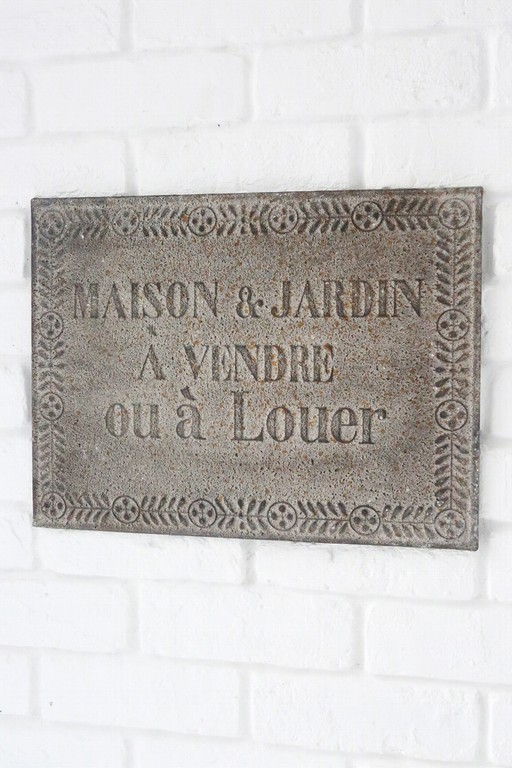 MAISON & JARDIN
À VENDRE
ou à Louer